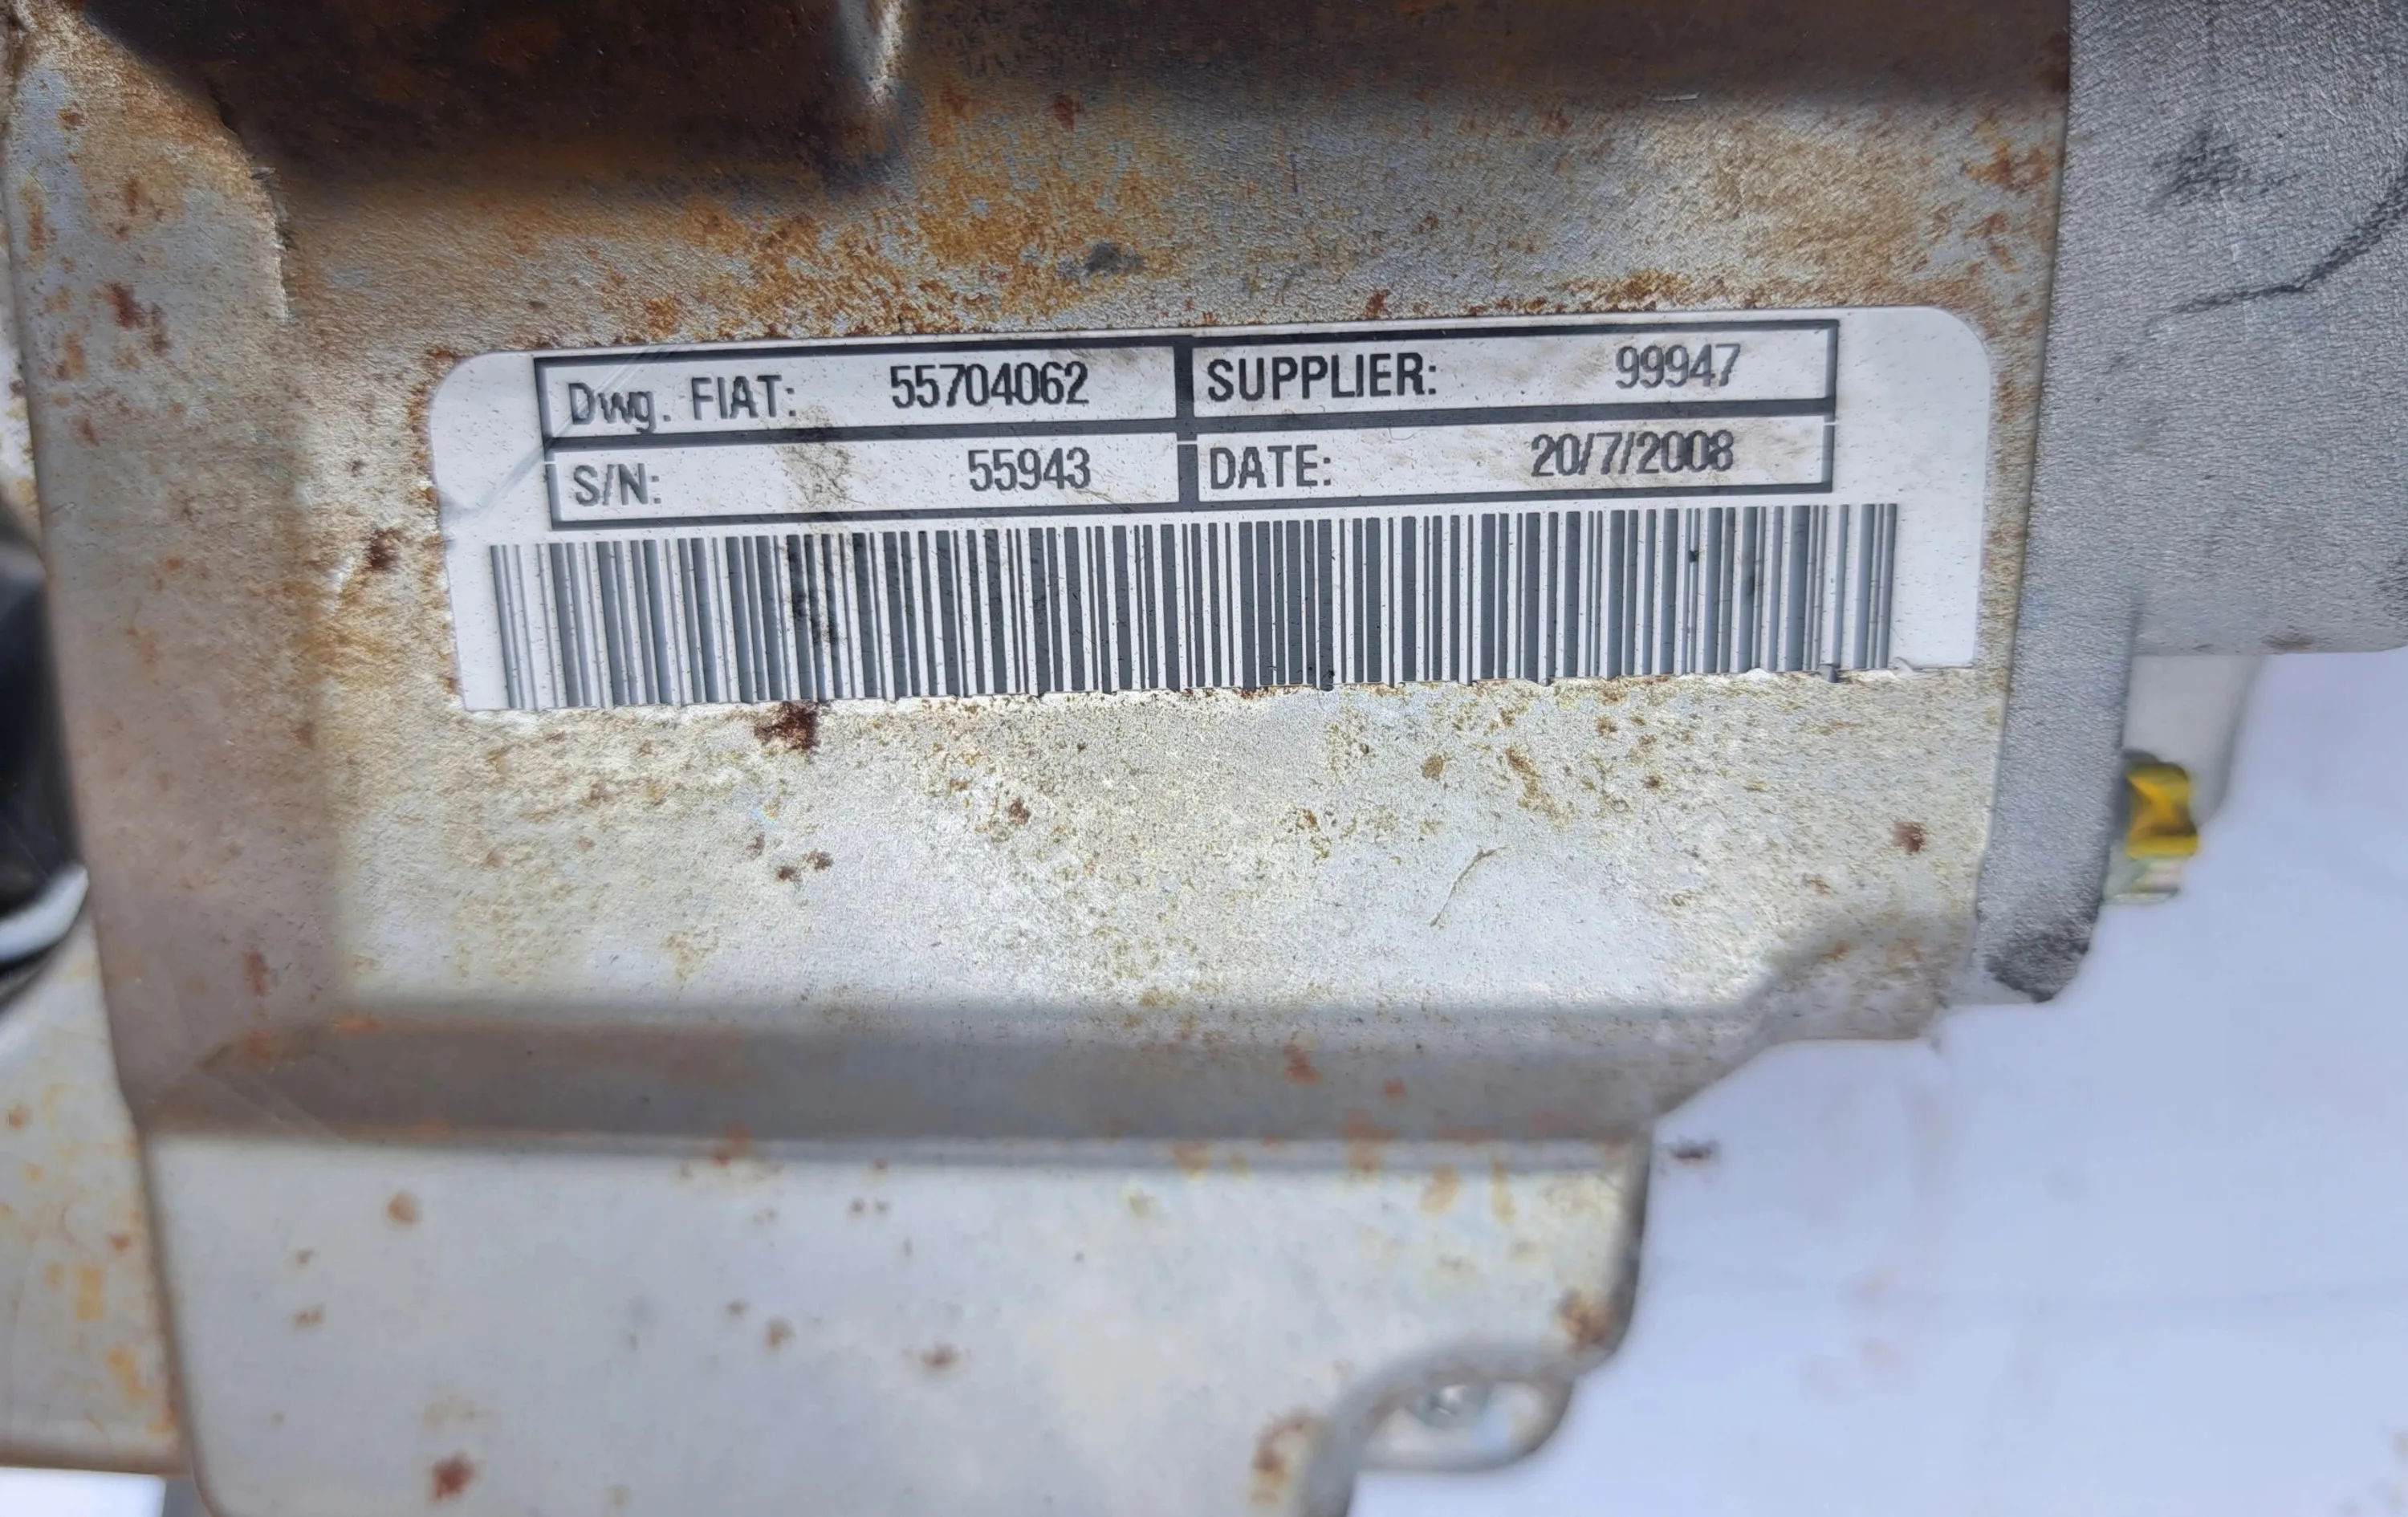 Dwg. FIAT: 55704062 SUPPLIER: 99947
S/N: 55943 DATE: 20/7/2008